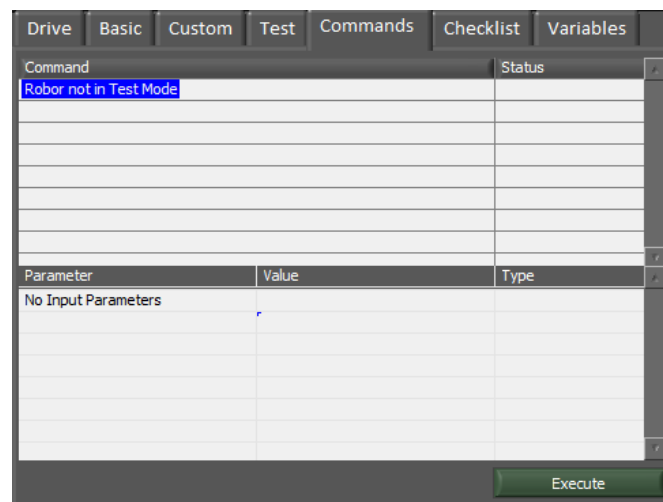 Drive Basic Custom Test Commands Checklist Variables
Command Status
Robor not in Test Mode
Parameter Value Type
No Input Parameters
Execute